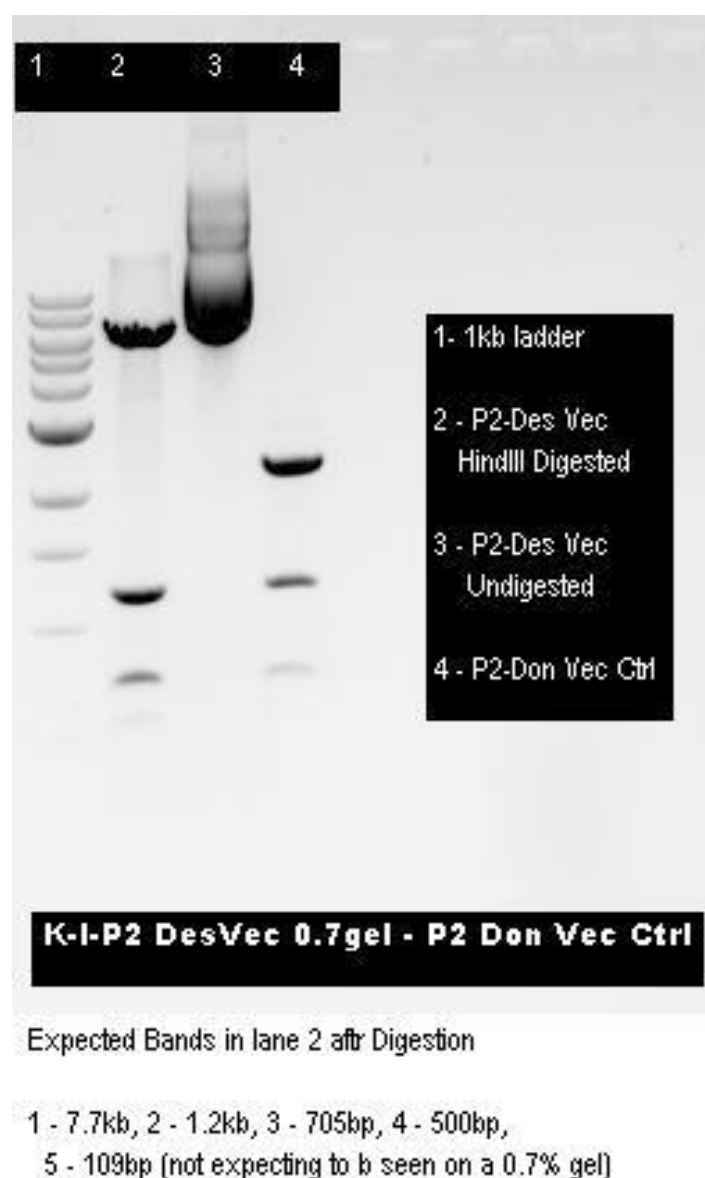 1 2 3 4
1- 1kb ladder
2 - P2-Des Vec
HindIII Digested
3 - P2-Des Vec
Undigested
4 - P2-Don Vec Ctrl
K-I-P2 DesVec 0.7gel - P2 Don Vec Ctrl
Expected Bands in lane 2 aftr Digestion
1 - 7.7kb, 2 - 1.2kb, 3 - 705bp, 4 - 500bp,
5 - 109bp (not expecting to b seen on a 0.7% gel)